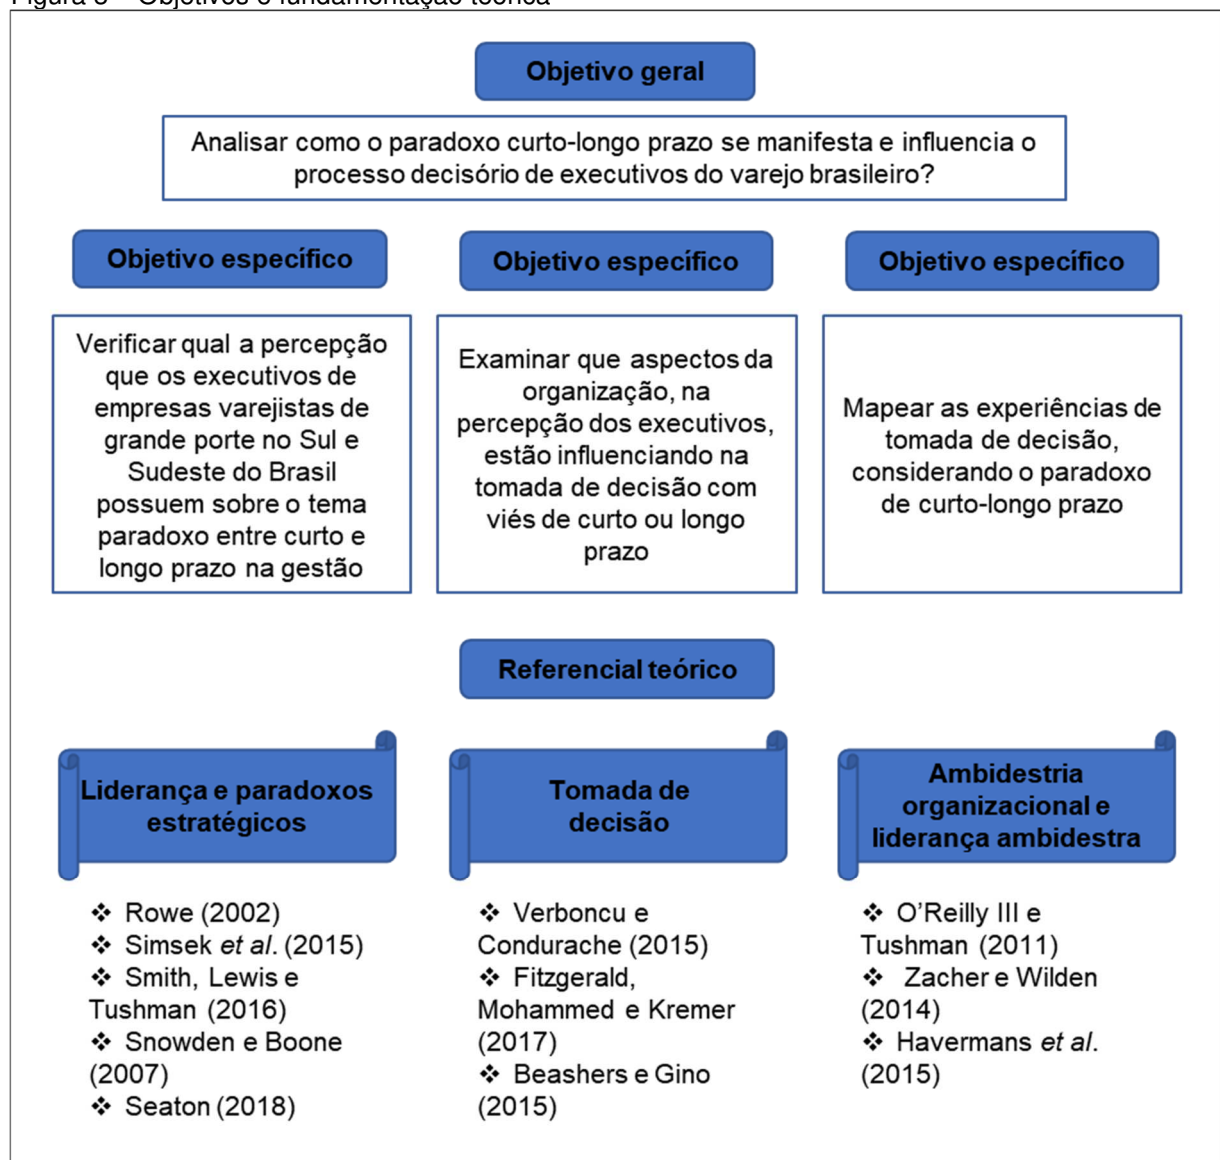 Objetivo geral
Analisar como o paradoxo curto-longo prazo se manifesta e influencia o
processo decisório de executivos do varejo brasileiro?
Objetivo específico
Objetivo específico
Objetivo específico
Verificar qual a percepção
que os executivos de
empresas varejistas de
grande porte no Sul e
Sudeste do Brasil
possuem sobre o tema
paradoxo entre curto e
longo prazo na gestão
Examinar que aspectos da
organização, na
percepção dos executivos,
estão influenciando na
tomada de decisão com
viés de curto ou longo
prazo
Mapear as experiências de
tomada de decisão,
considerando o paradoxo
de curto-longo prazo
Referencial teórico
Liderança e paradoxos
estratégicos
❖ Rowe (2002)
❖ Simsek et al. (2015)
❖ Smith, Lewis e
Tushman (2016)
❖ Snowden e Boone
(2007)
❖ Seaton (2018)
Tomada de
decisão
❖ Verboncu e
Condurache (2015)
❖ Fitzgerald,
Mohammed e Kremer
(2017)
❖ Beashers e Gino
(2015)
Ambidestria
organizacional e
liderança ambidestra
❖ O’Reilly III e
Tushman (2011)
❖ Zacher e Wilden
(2014)
❖ Havermans et al.
(2015)